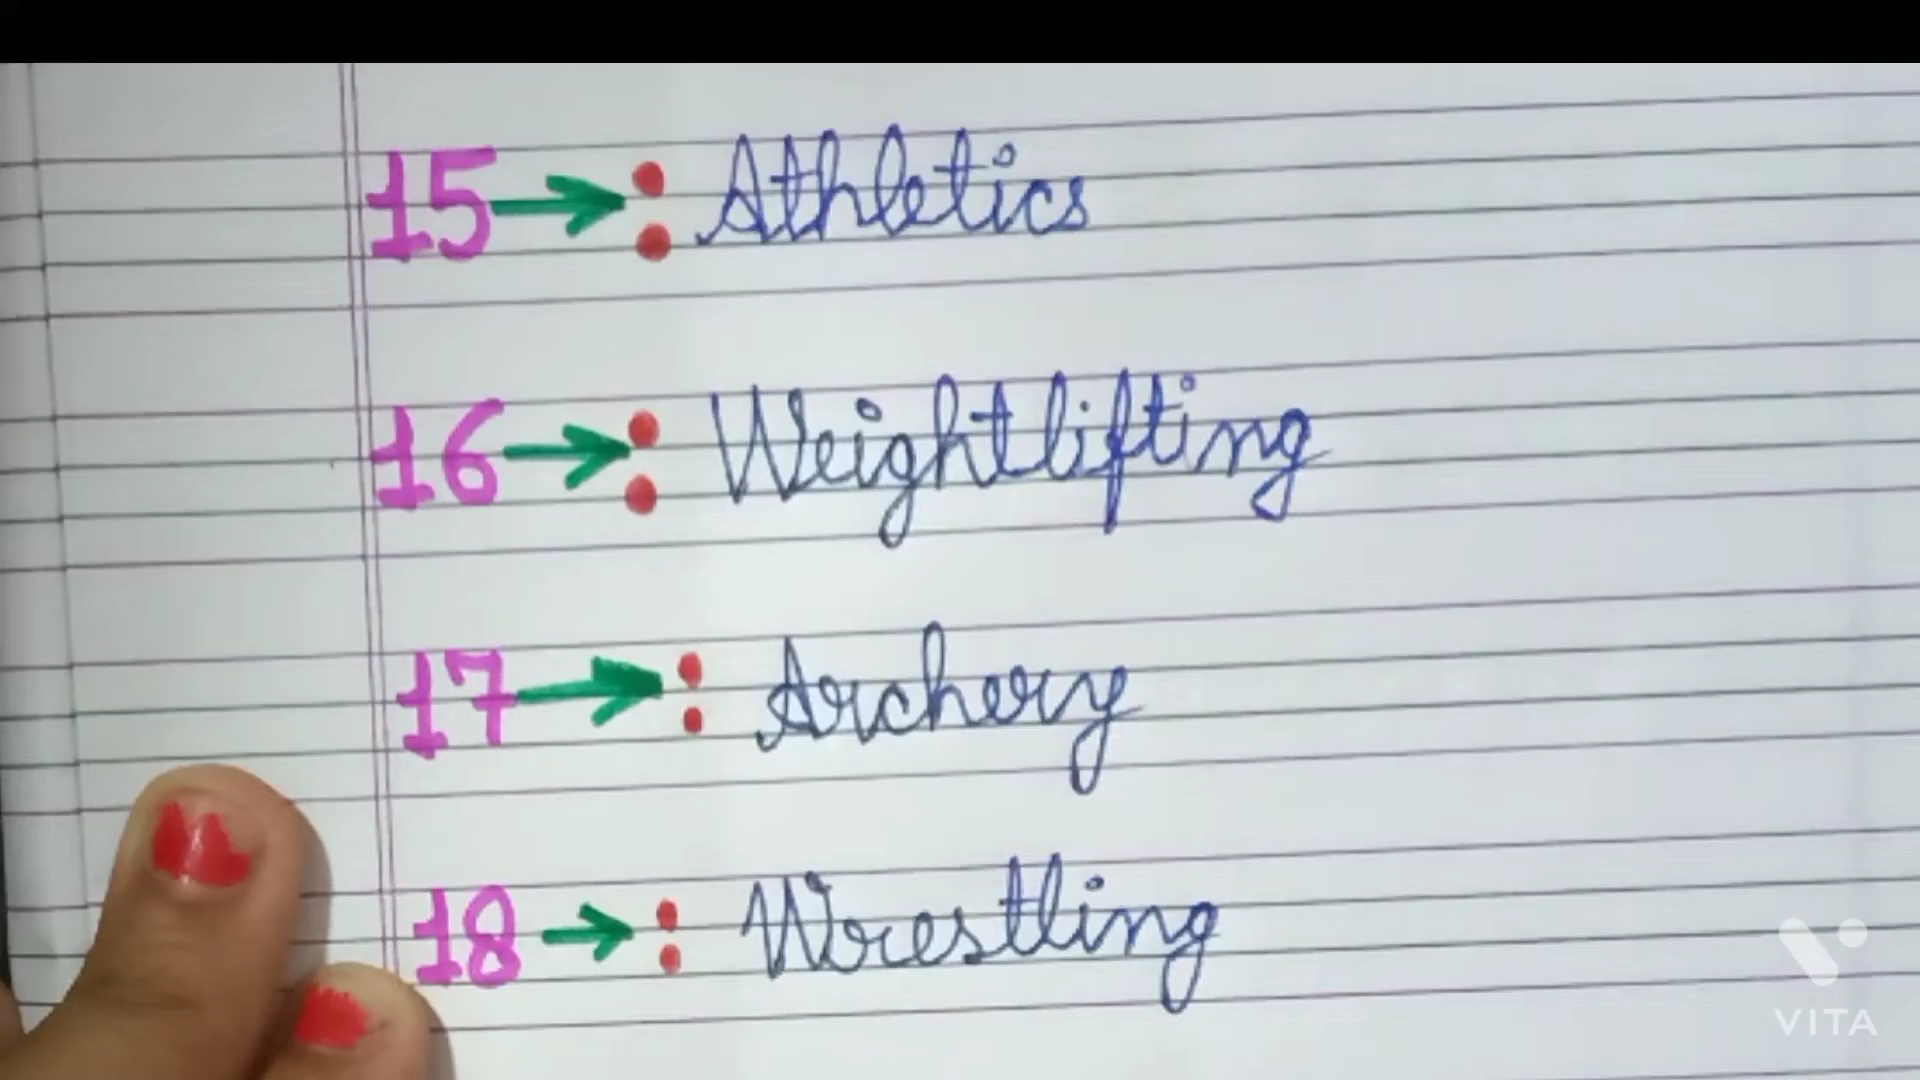 15→: Athletics
16→: Weightlifting
17→: Archery
18→: Wrestling
VITA